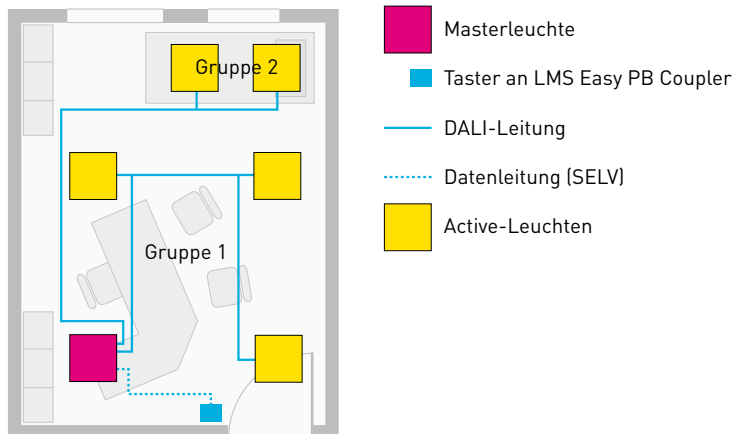 Gruppe 2
Gruppe 1
Masterleuchte
Taster an LMS Easy PB Coupler
DALI-Leitung
Datenleitung (SELV)
Active-Leuchten